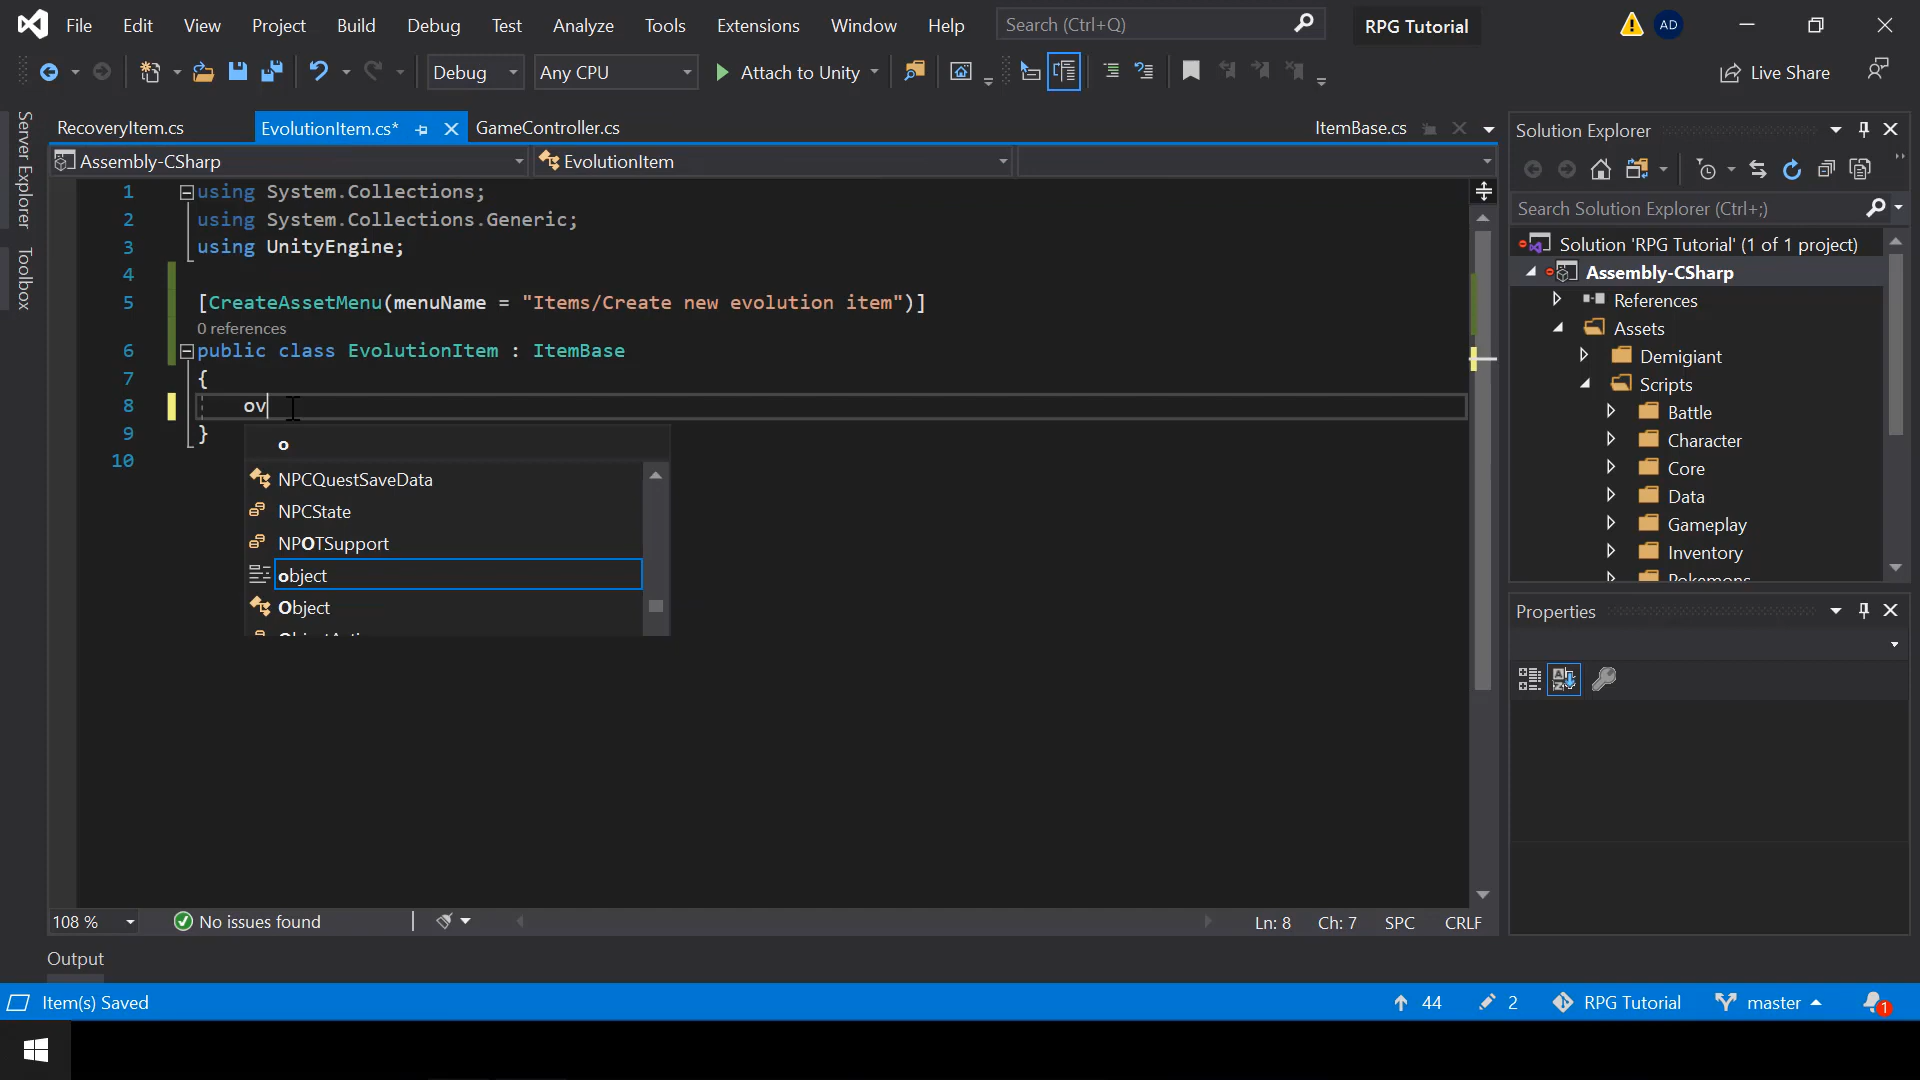 File Edit View Project Build Debug Test Analyze Tools Extensions Window Help Search (Ctrl+Q) RPG Tutorial AD
Debug Any CPU Attach to Unity Live Share
Server Explorer
Toolbox
RecoveryItem.cs EvolutionItem.cs* GameController.cs ItemBase.cs
Assembly-CSharp EvolutionItem
1 using System.Collections;
2 using System.Collections.Generic;
3 using UnityEngine;
4
5 [CreateAssetMenu(menuName = "Items/Create new evolution item")]
0 references
6 public class EvolutionItem : ItemBase
7 {
8 ov
9 }
10
o
NPCQuestSaveData
NPCState
NPOTSupport
object
Object
Solution Explorer
Search Solution Explorer (Ctrl+;)
Solution 'RPG Tutorial' (1 of 1 project)
Assembly-CSharp
References
Assets
Demigiant
Scripts
Battle
Character
Core
Data
Gameplay
Inventory
Pokemons
Properties
108 % No issues found Ln: 8 Ch: 7 SPC CRLF
Output
Item(s) Saved 44 2 RPG Tutorial master 1